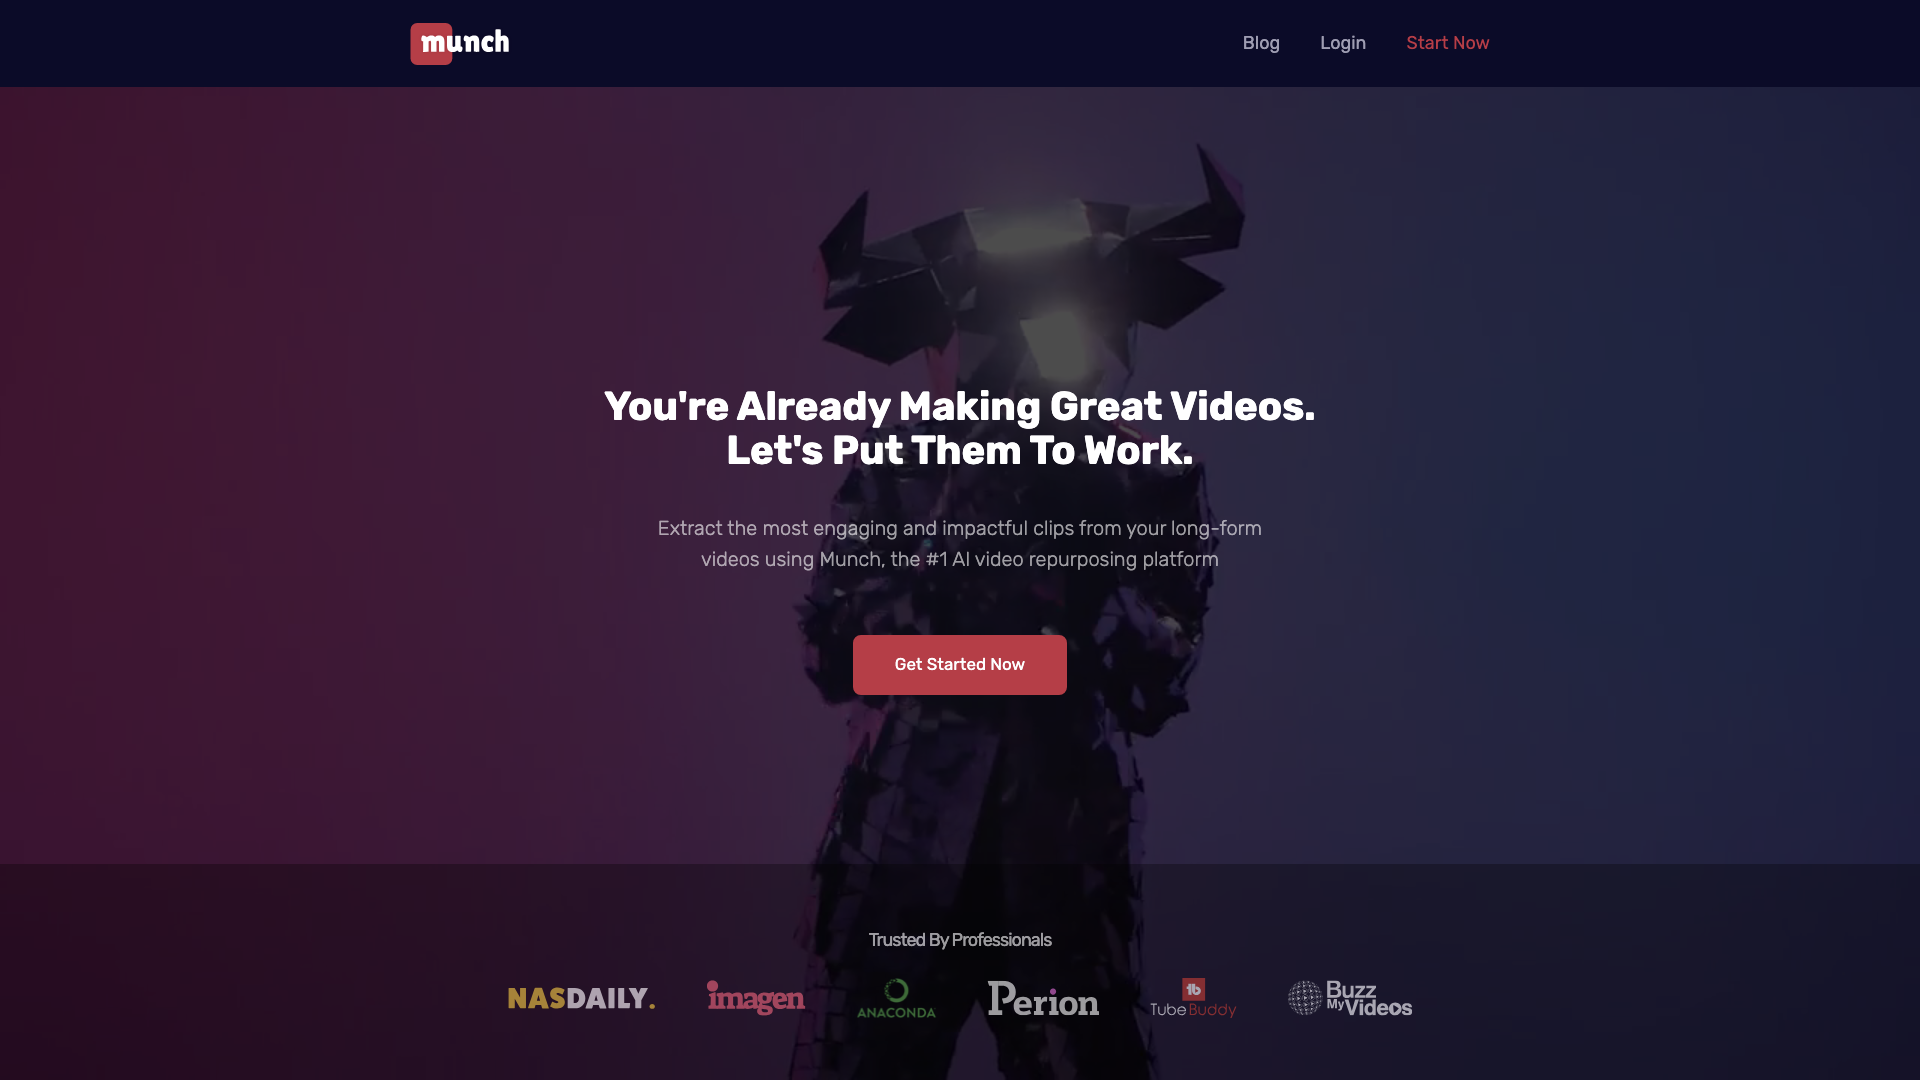 munch
Blog
Login
Start Now
You're Already Making Great Videos.
Let's Put Them To Work.
Extract the most engaging and impactful clips from your long-form
videos using Munch, the #1 AI video repurposing platform
Get Started Now
Trusted By Professionals
NASDAILY.
imagen
ANACONDA
Perion
tb
TubeBuddy
Buzz
My Videos